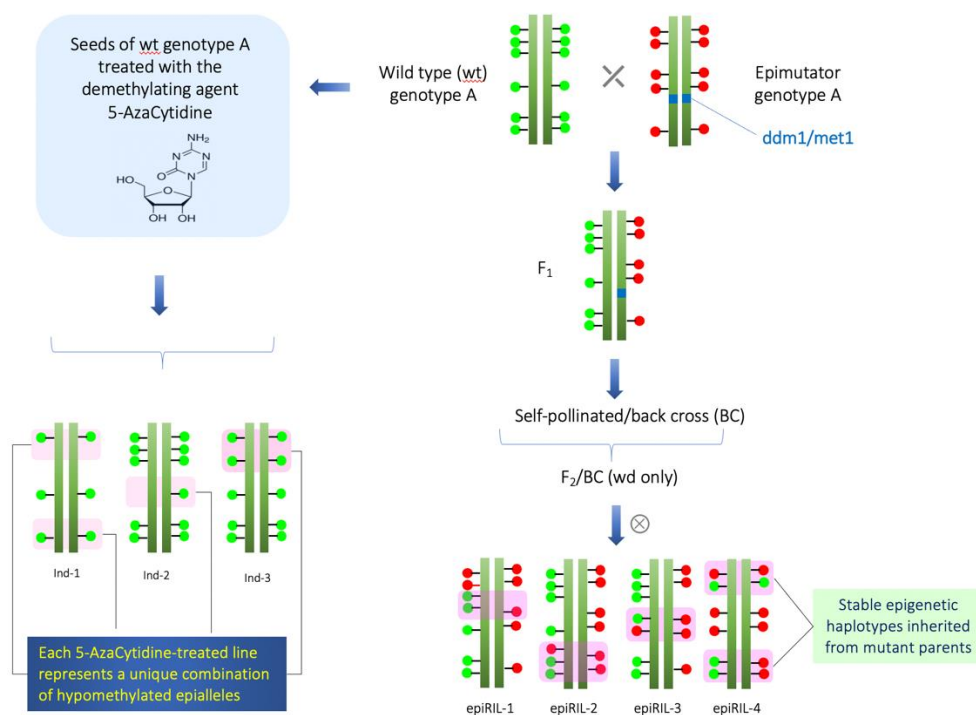 Seeds of wt genotype A
treated with the
demethylating agent
5-AzaCytidine
NH₂
N
N
O
N
HO
O
OH
OH
Wild type (wt)
genotype A
Epimutator
genotype A
ddm1/met1
F₁
Self-pollinated/back cross (BC)
F₂/BC (wd only)
Ind-1
Ind-2
Ind-3
Each 5-AzaCytidine-treated line
represents a unique combination
of hypomethylated epialleles
epiRIL-1
epiRIL-2
epiRIL-3
epiRIL-4
Stable epigenetic
haplotypes inherited
from mutant parents